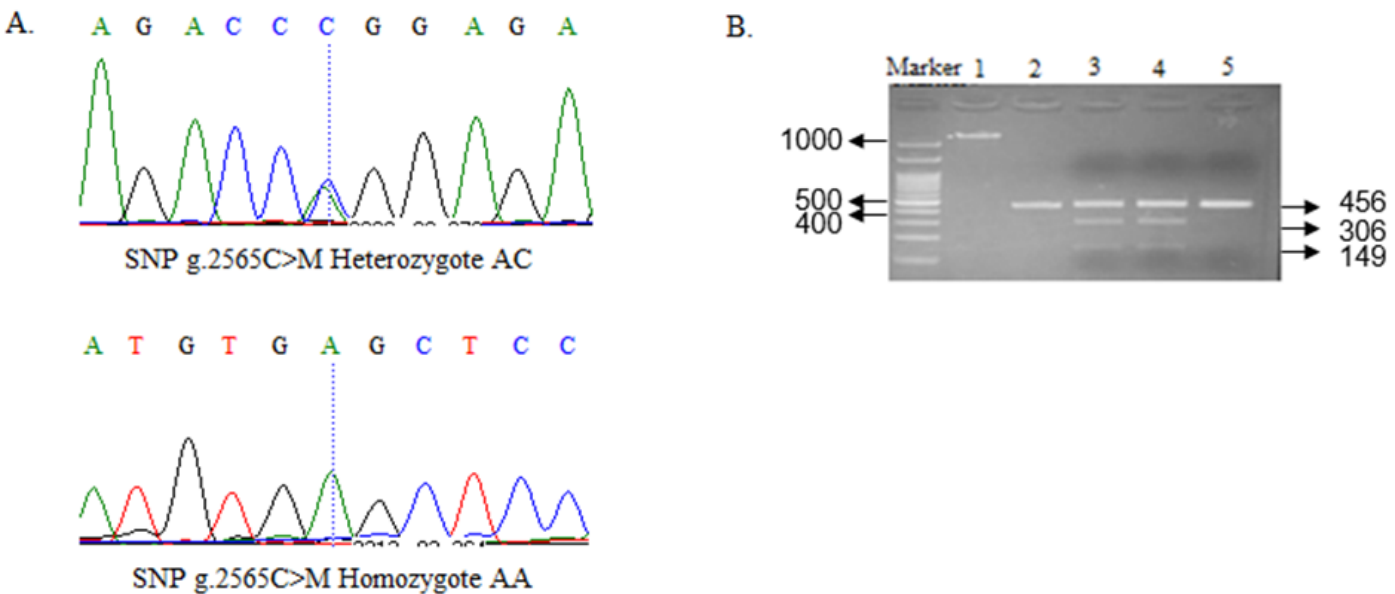 A.
A G A C C C G G A G A
SNP g.2565C>M Heterozygote AC
A T G T G A G C T C C
SNP g.2565C>M Homozygote AA
B.
Marker 1 2 3 4 5
1000
500
400
456
306
149